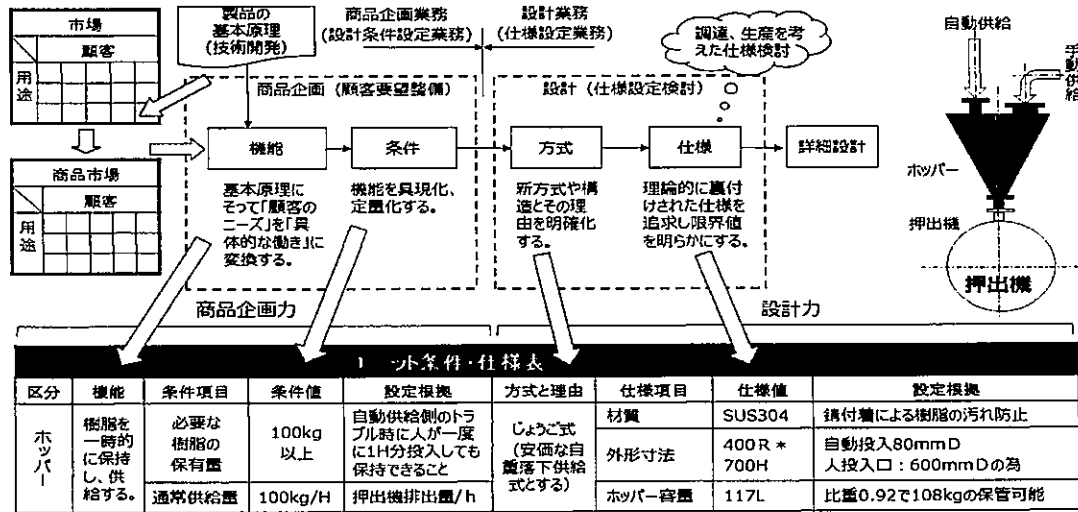 市場
顧客
用途
製品の
基本原理
(技術開発)
商品企画業務
(設計条件設定業務)
設計業務
(仕様設定業務)
調達、生産を考
えた仕様検討
自動供給
手動供給
商品企画 (顧客要望整備)
設計 (仕様設定検討)
商品市場
顧客
用途
機能
条件
方式
仕様
詳細設計
基本原理に
そって「顧客の
ニーズ」を「具
体的な働き」に
変換する。
機能を具現化、
定量化する。
新方式や構
造とその理
由を明確化
する。
理論的に裏付
けされた仕様を
追求し限界値
を明らかにする。
ホッパー
押出機
押出機
商品企画力
設計力
ット条件・仕様表
区分
機能
条件項目
条件値
設定根拠
方式と理由
仕様項目
仕様値
設定根拠
ホッパー
樹脂を
一時的
に保持
し、供
給する。
必要な
樹脂の
保有量
100kg
以上
自動供給側のトラ
ブル時に人が一度
に1H分投入しても
保持できること
通常供給量
100kg/H
押出機排出量/h
じょうご式
(安価な自
重落下供給
式とする)
材質
SUS304
錆付着による樹脂の汚れ防止
外形寸法
400R *
700H
自動投入80mmD
人投入口：600mmDの為
ホッパー容量
117L
比重0.92で108kgの保管可能